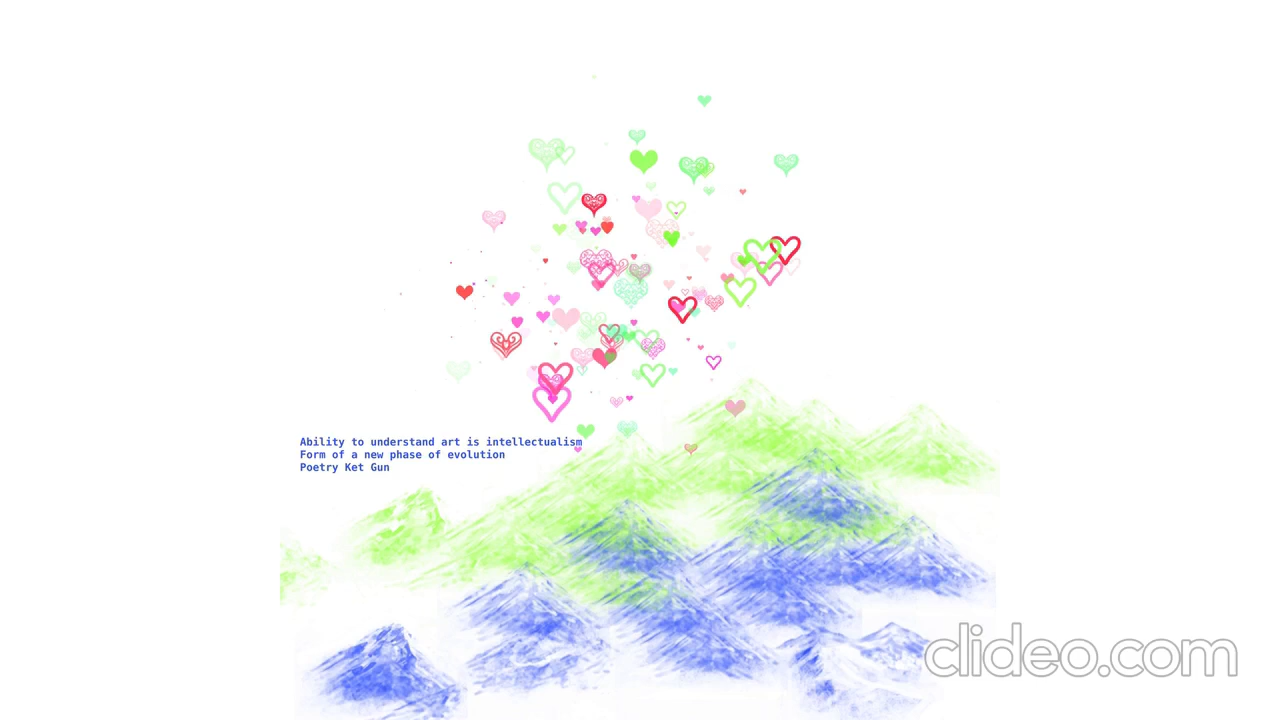 Ability to understand art is intellectualism
Form of a new phase of evolution
Poetry Ket Gun
clideo.com